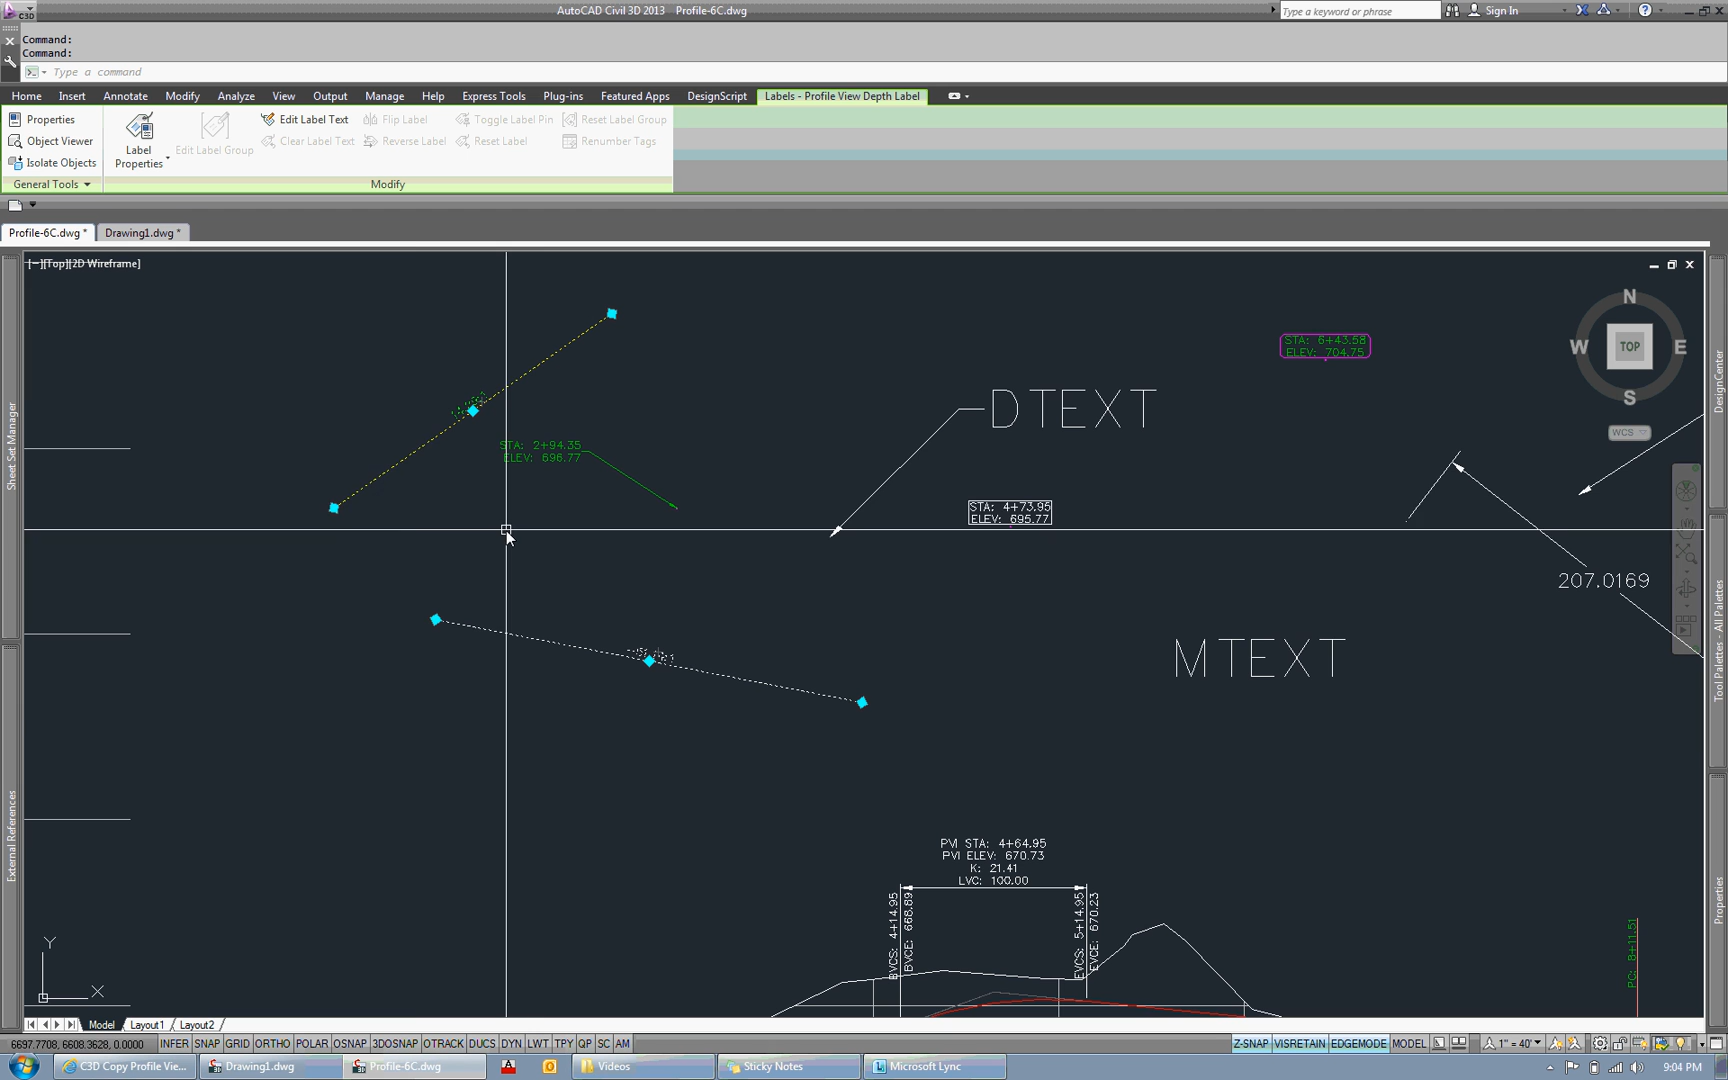 C3D
AutoCAD Civil 3D 2013 Profile-6C.dwg
Type a keyword or phrase
Sign In
Command:
Command:
Type a command
Home Insert Annotate Modify Analyze View Output Manage Help Express Tools Plug-ins Featured Apps DesignScript Labels - Profile View Depth Label
Properties
Object Viewer
Isolate Objects
General Tools
Label
Properties
Edit Label Group
Edit Label Text
Clear Label Text
Flip Label
Reverse Label
Toggle Label Pin
Reset Label
Reset Label Group
Renumber Tags
Modify
Profile-6C.dwg *
Drawing1.dwg *
[−][Top][2D Wireframe]
Sheet Set Manager
External References
DesignCenter
Tool Palettes - All Palettes
Properties
N
W TOP E
S
WCS
STA: 6+43.58
ELEV: 704.75
DTEXT
STA: 2+94.35
ELEV: 696.77
STA: 4+73.95
ELEV: 695.77
207.0169
MTEXT
PVI STA: 4+64.95
PVI ELEV: 670.73
K: 21.41
LVC: 100.00
BVCS: 4+14.95
BVCE: 668.89
EVCS: 5+14.95
EVCE: 670.23
PC: 8+11.51
Y
X
Model Layout1 Layout2
6697.7708, 6608.3628, 0.0000 INFER SNAP GRID ORTHO POLAR OSNAP 3DOSNAP OTRACK DUCS DYN LWT TPY QP SC AM
Z-SNAP VISRETAIN EDGEMODE MODEL 1" = 40'
C3D Copy Profile Vie...
Drawing1.dwg
Profile-6C.dwg
Videos
Sticky Notes
Microsoft Lync
9:04 PM